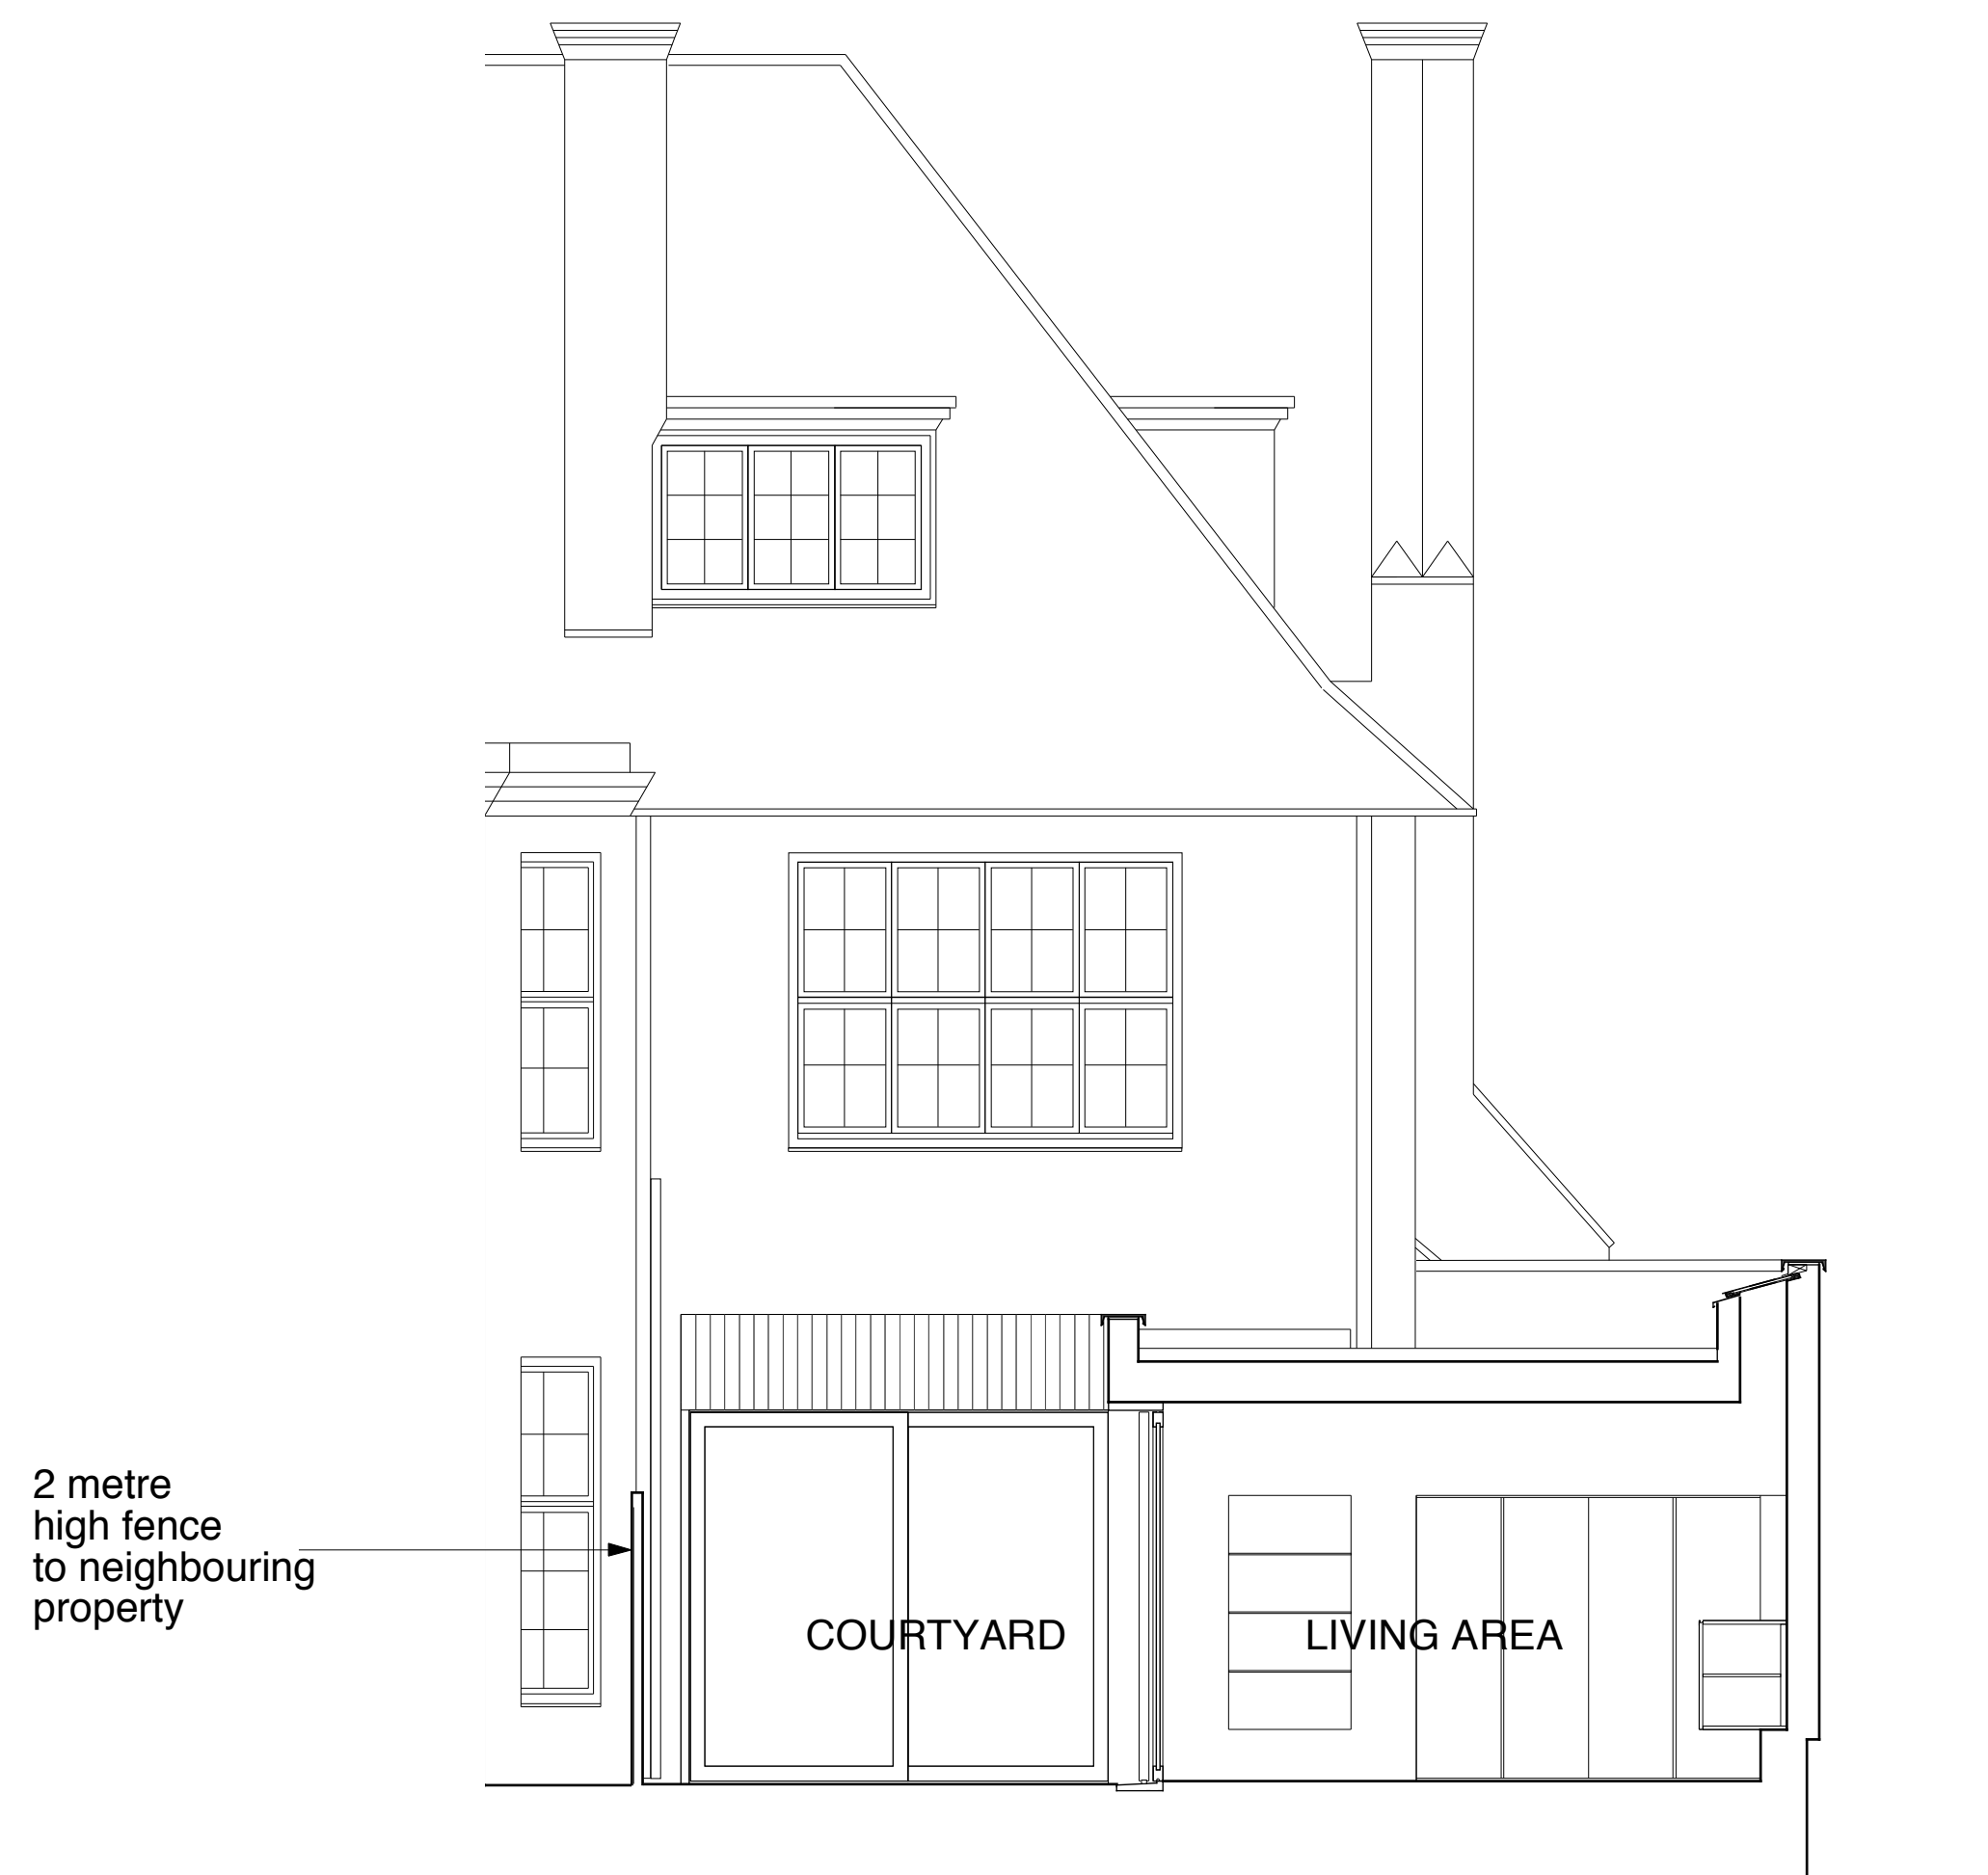 2 metre
high fence
to neighbouring
property
COURTYARD
LIVING AREA